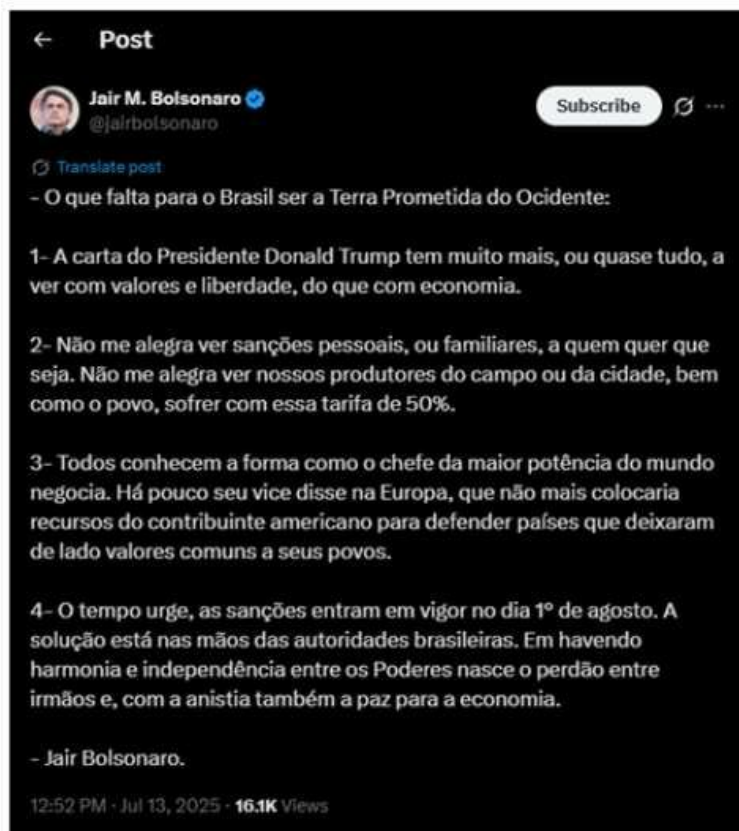 Post
Jair M. Bolsonaro
@jairbolsonaro
Subscribe
Translate post
- O que falta para o Brasil ser a Terra Prometida do Ocidente:
1- A carta do Presidente Donald Trump tem muito mais, ou quase tudo, a
ver com valores e liberdade, do que com economia.
2- Não me alegra ver sanções pessoais, ou familiares, a quem quer que
seja. Não me alegra ver nossos produtores do campo ou da cidade, bem
como o povo, sofrer com essa tarifa de 50%.
3- Todos conhecem a forma como o chefe da maior potência do mundo
negocia. Há pouco seu vice disse na Europa, que não mais colocaria
recursos do contribuinte americano para defender países que deixaram
de lado valores comuns a seus povos.
4- O tempo urge, as sanções entram em vigor no dia 1º de agosto. A
solução está nas mãos das autoridades brasileiras. Em havendo
harmonia e independência entre os Poderes nasce o perdão entre
irmãos e, com a anistia também a paz para a economia.
- Jair Bolsonaro.
12:52 PM · Jul 13, 2025 · 16.1K Views